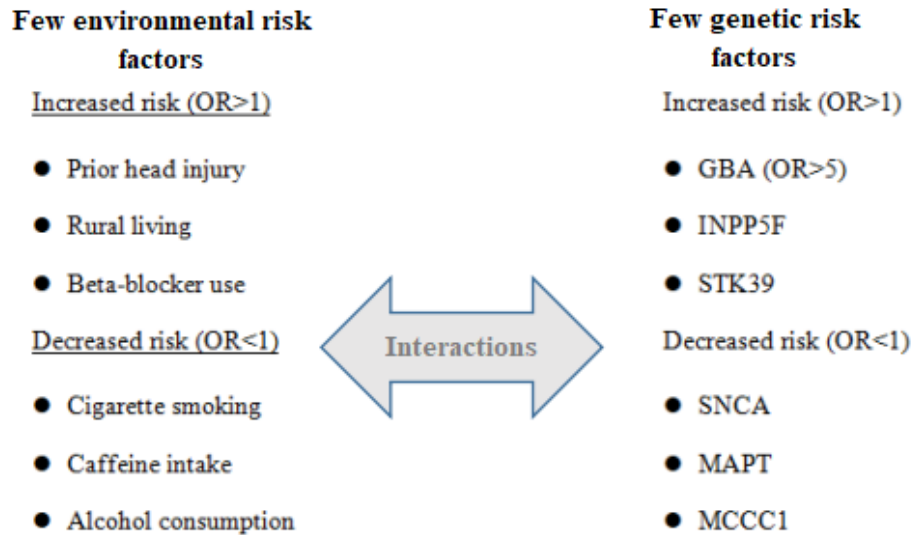 Few environmental risk
factors
Increased risk (OR>1)
● Prior head injury
● Rural living
● Beta-blocker use
Decreased risk (OR<1)
● Cigarette smoking
● Caffeine intake
● Alcohol consumption
Interactions
Few genetic risk
factors
Increased risk (OR>1)
● GBA (OR>5)
● INPP5F
● STK39
Decreased risk (OR<1)
● SNCA
● MAPT
● MCCC1